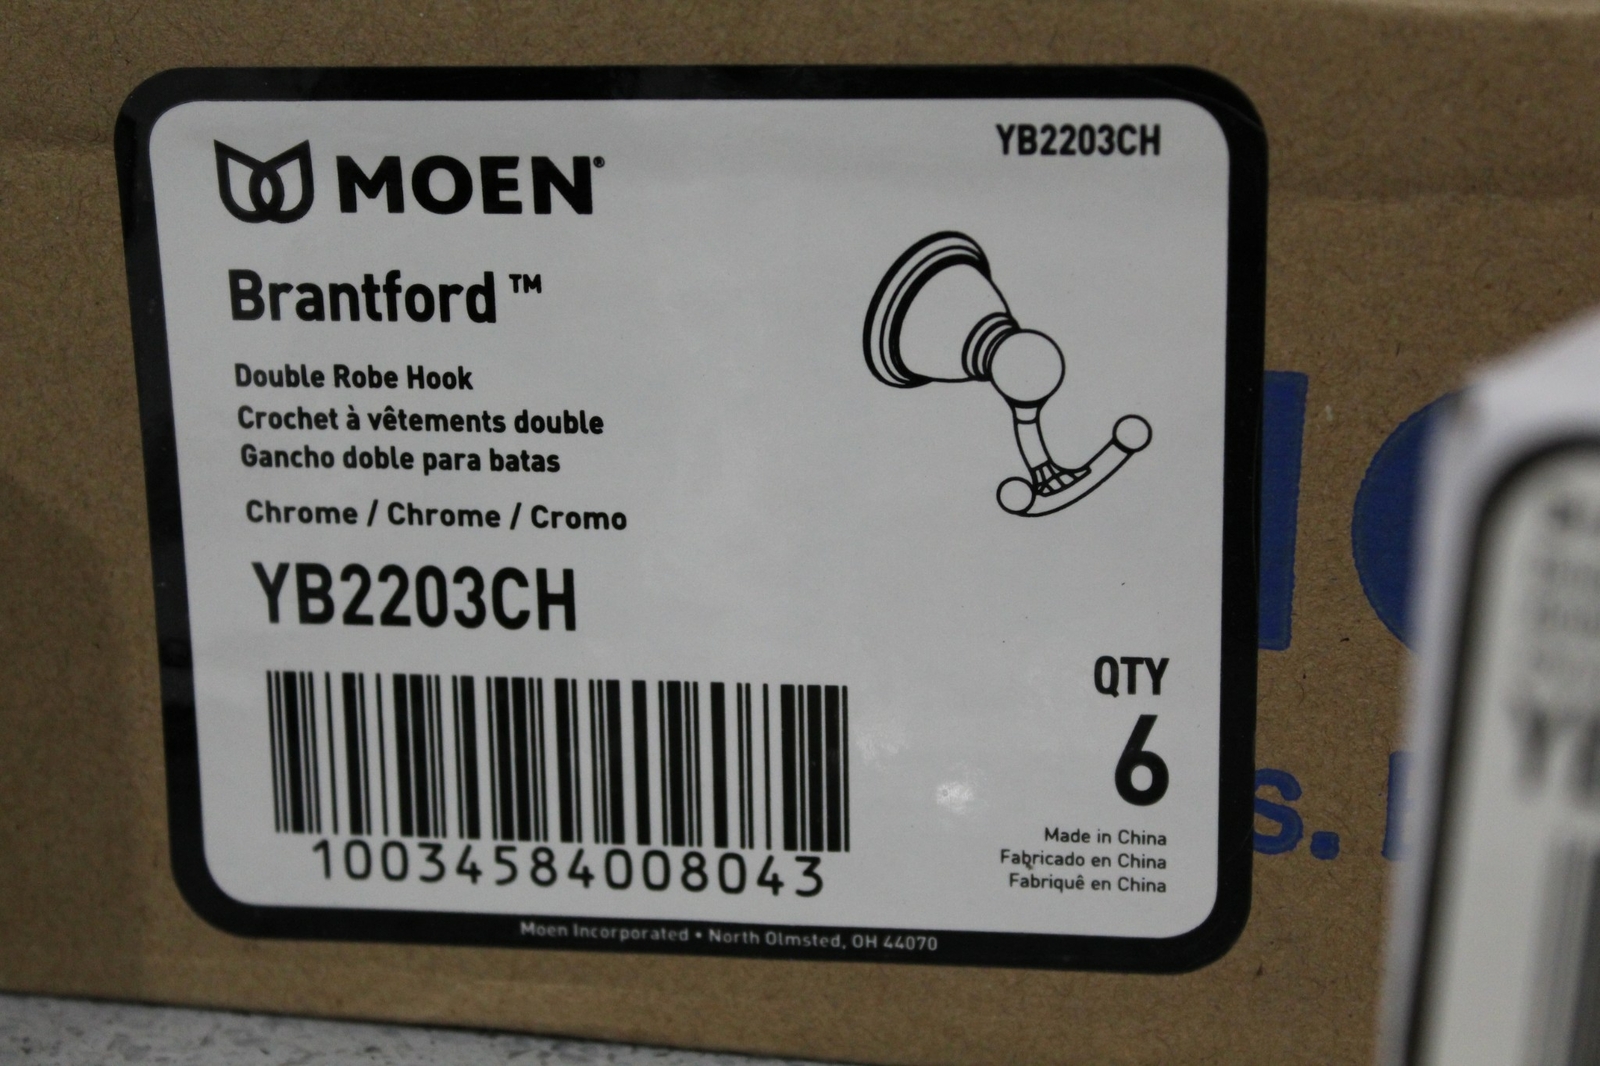 MOEN®
YB2203CH
Brantford™
Double Robe Hook
Crochet à vêtements double
Gancho doble para batas
Chrome / Chrome / Cromo
YB2203CH
QTY
6
10034584008043
Made in China
Fabricado en China
Fabriquê en China
Moen Incorporated • North Olmsted, OH 44070
S.